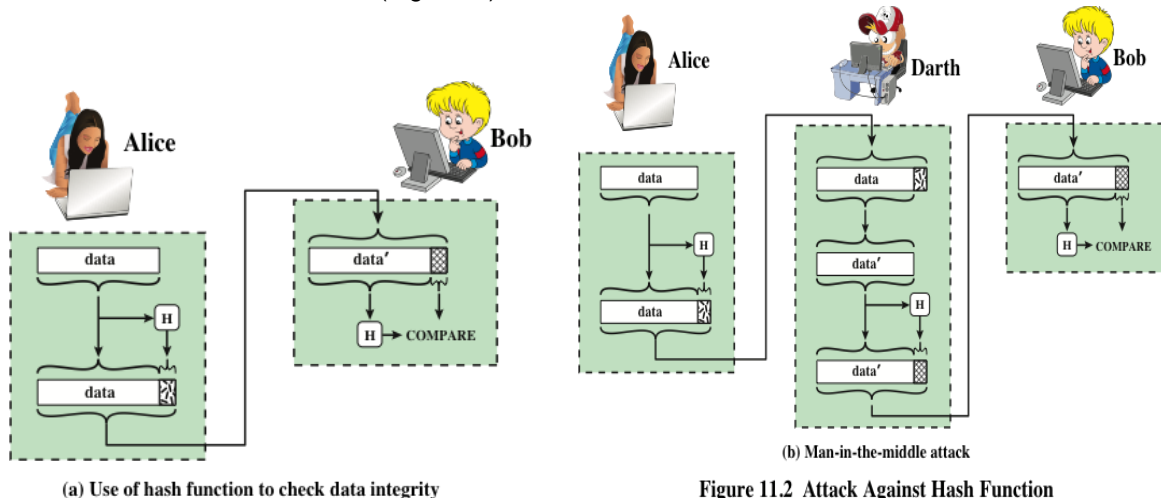 Alice
Bob
data
H
data
data′
H
COMPARE
(a) Use of hash function to check data integrity
Alice
Darth
Bob
data
H
data
data
data′
H
data′
data′
H
COMPARE
(b) Man-in-the-middle attack
Figure 11.2 Attack Against Hash Function